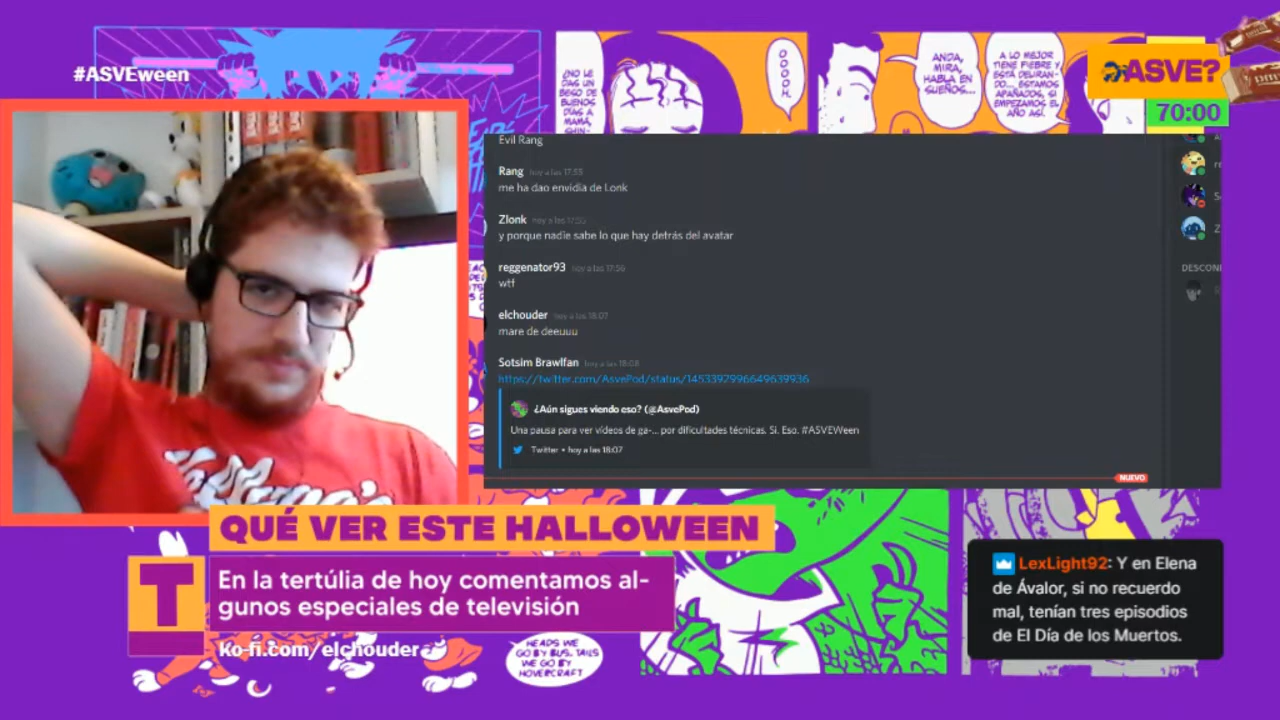 #ASVEween
¿NO LE
DAS UN
BESO DE
BUENOS
DÍAS A
MAMÁ,
SHIN-
OOOOH.
ANDA,
MIRA,
HABLA EN
SUEÑOS...
A LO MEJOR
TIENE FIEBRE Y
ESTÁ DELIRAN-
DO... ESTAMOS
APAÑADOS, SI
EMPEZAMOS EL
AÑO ASÍ.
ASVE?
70:00
Evil Rang
Rang hoy a las 17:55
me ha dao envidia de Lonk
Zlonk hoy a las 17:55
y porque nadie sabe lo que hay detrás del avatar
reggenator93 hoy a las 17:56
wtf
elchouder hoy a las 18:07
mare de deeuuu
Sotsim Brawlfan hoy a las 18:08
https://twitter.com/AsvePod/status/1453392996649639936
¿Aún sigues viendo eso? (@AsvePod)
Una pausa para ver vídeos de ga-... por dificultades técnicas. Si. Eso. #ASVEWeen
Twitter • hoy a las 18:07
NUEVO
DESCON
QUÉ VER ESTE HALLOWEEN
T
En la tertúlia de hoy comentamos al-
gunos especiales de televisión
Ko-fi.com/elchouder
HEADS WE
GO BY BUS. TAILS
WE GO BY
HOVERCRAFT
LexLight92: Y en Elena
de Ávalor, si no recuerdo
mal, tenían tres episodios
de El Día de los Muertos.